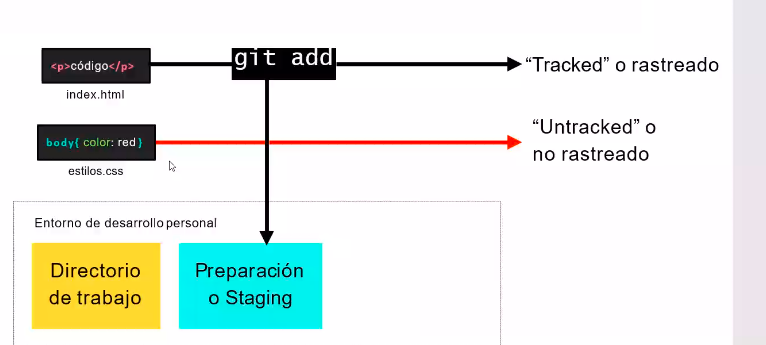 git add
<p>código</p>
index.html
“Tracked” o rastreado
body{ color: red}
estilos.css
“Untracked” o
no rastreado
Entorno de desarrollo personal
Directorio
de trabajo
Preparación
o Staging